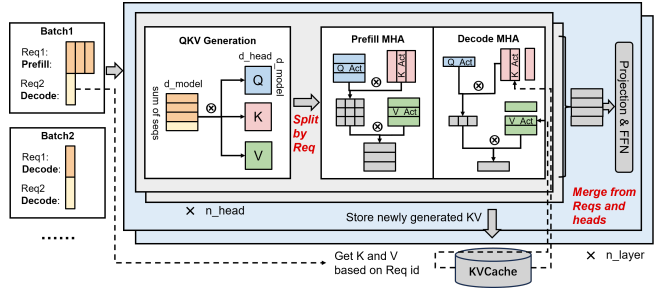 Batch1
Req1:
Prefill:
Req2
Decode:
Batch2
Req1:
Decode:
Req2
Decode:
......
QKV Generation
d_head
d_model
d_model
sum of seqs
Q
K
V
Split
by
Req
Prefill MHA
Q_Act
K_Act
V_Act
Decode MHA
Q_Act
K_Act
V_Act
Projection & FFN
Merge from
Reqs and
heads
× n_head
Store newly generated KV
× n_layer
Get K and V
based on Req id
KVCache